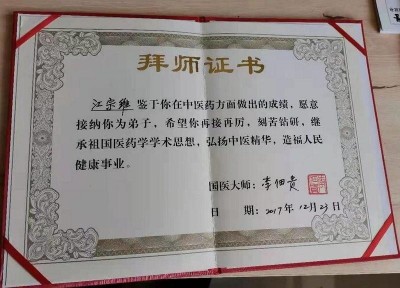 拜师证书
江宗雅 鉴于你在中医药方面做出的成绩，愿意
接纳你为弟子，希望你再接再厉，刻苦钻研，继
承祖国医药学学术思想，弘扬中医精华，造福人民
健康事业。
国医大师：李佃贵
日 期：2017年12月23日